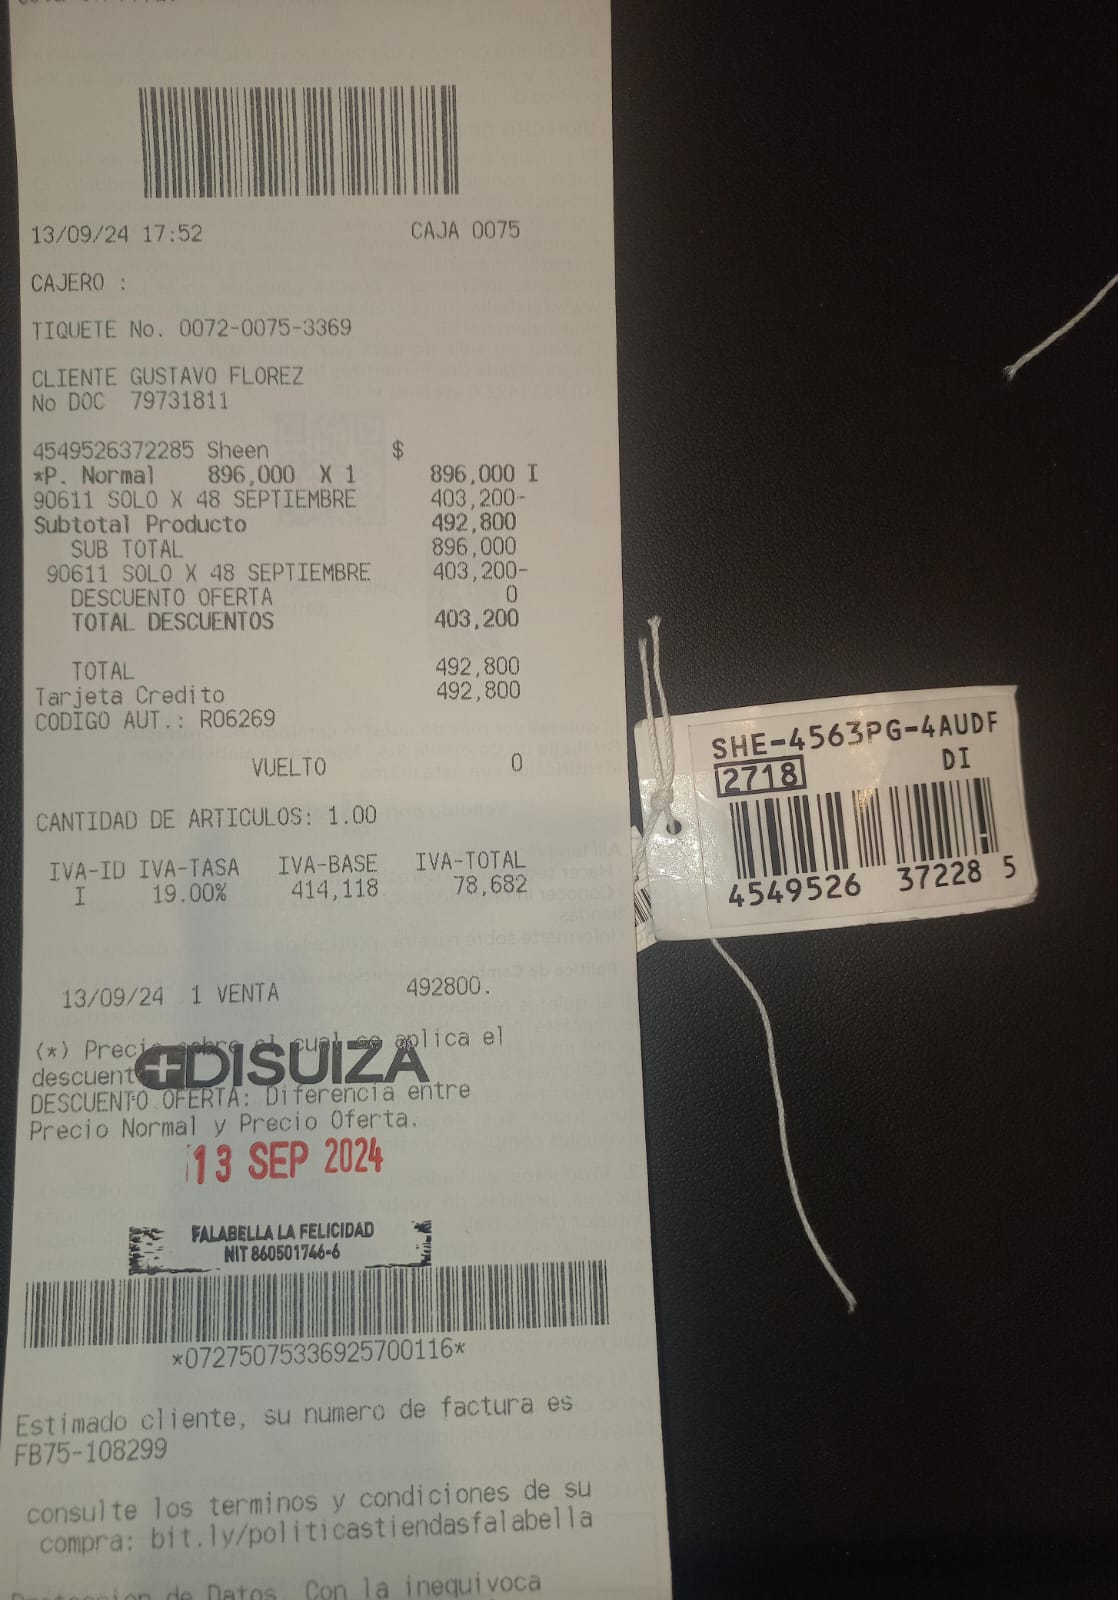 13/09/24 17:52 CAJA 0075
CAJERO :
TIQUETE No. 0072-0075-3369
CLIENTE GUSTAVO FLOREZ
No DOC 79731811
4549526372285 Sheen $
*P. Normal 896,000 X 1 896,000 I
90611 SOLO X 48 SEPTIEMBRE 403,200-
Subtotal Producto 492,800
SUB TOTAL 896,000
90611 SOLO X 48 SEPTIEMBRE 403,200-
DESCUENTO OFERTA 0
TOTAL DESCUENTOS 403,200
TOTAL 492,800
Tarjeta Credito 492,800
CODIGO AUT.: R06269
VUELTO 0
CANTIDAD DE ARTICULOS: 1.00
IVA-ID IVA-TASA IVA-BASE IVA-TOTAL
I 19.00% 414,118 78,682
13/09/24 1 VENTA 492800.
(*) Precio sobre el cual se aplica el
descuent
DISUIZA
DESCUENTO OFERTA: Diferencia entre
Precio Normal y Precio Oferta.
13 SEP 2024
FALABELLA LA FELICIDAD
NIT 860501746-6
*07275075336925700116*
Estimado cliente, su numero de factura es
FB75-108299
consulte los terminos y condiciones de su
compra: bit.ly/politicastiendasfalabella
de Datos. Con la inequivoca
SHE-4563PG-4AUDF
DI
2718
4549526 37228 5